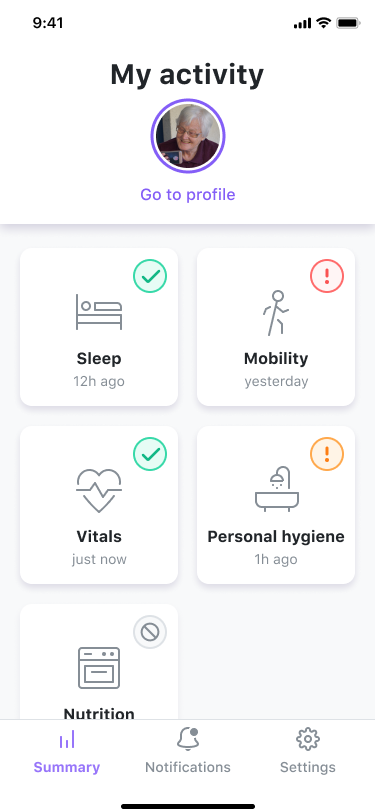 9:41
My activity
Go to profile
Sleep
12h ago
Mobility
yesterday
Vitals
just now
Personal hygiene
1h ago
Nutrition
Summary
Notifications
Settings